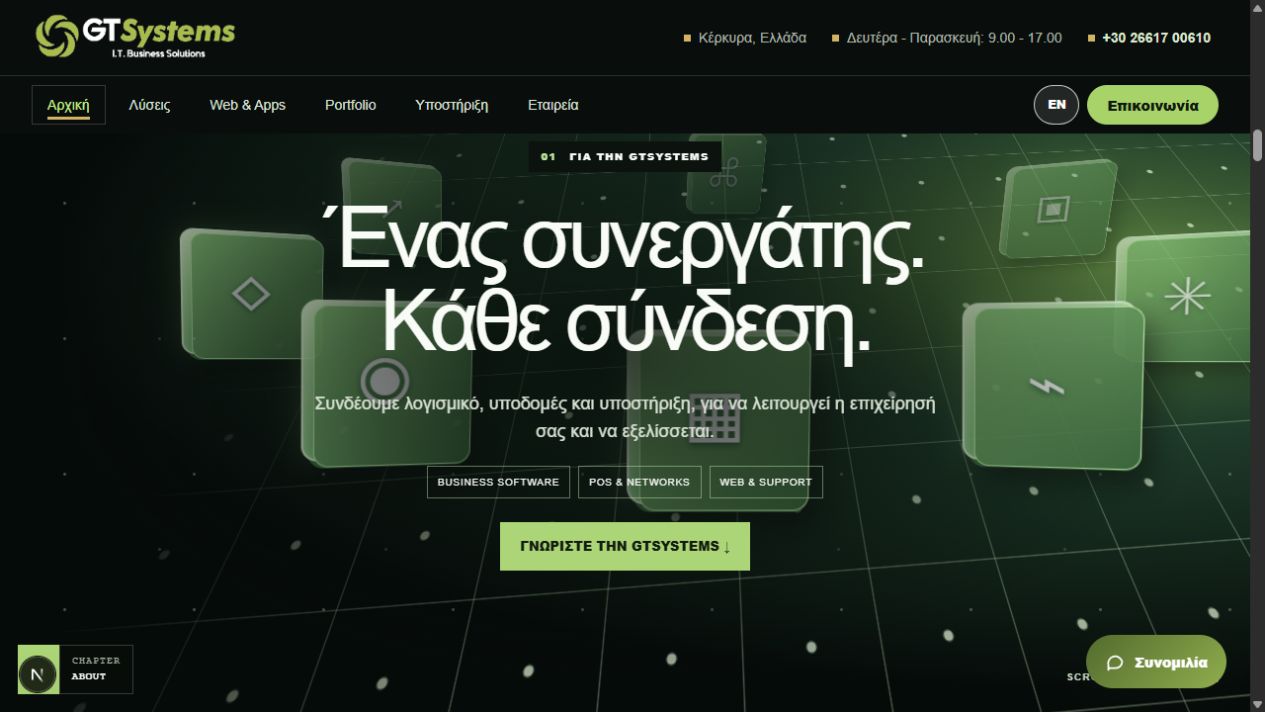 GTSystems
I.T. Business Solutions
Κέρκυρα, Ελλάδα
Δευτέρα - Παρασκευή: 9.00 - 17.00
+30 26617 00610
Αρχική
Λύσεις
Web & Apps
Portfolio
Υποστήριξη
Εταιρεία
EN
Επικοινωνία
01 ΓΙΑ ΤΗΝ GTSYSTEMS
Ένας συνεργάτης.
Κάθε σύνδεση.
Συνδέουμε λογισμικό, υποδομές και υποστήριξη, για να λειτουργεί η επιχείρησή
σας και να εξελίσσεται.
BUSINESS SOFTWARE
POS & NETWORKS
WEB & SUPPORT
ΓΝΩΡΙΣΤΕ ΤΗΝ GTSYSTEMS ↓
N
CHAPTER
ABOUT
Συνομιλία